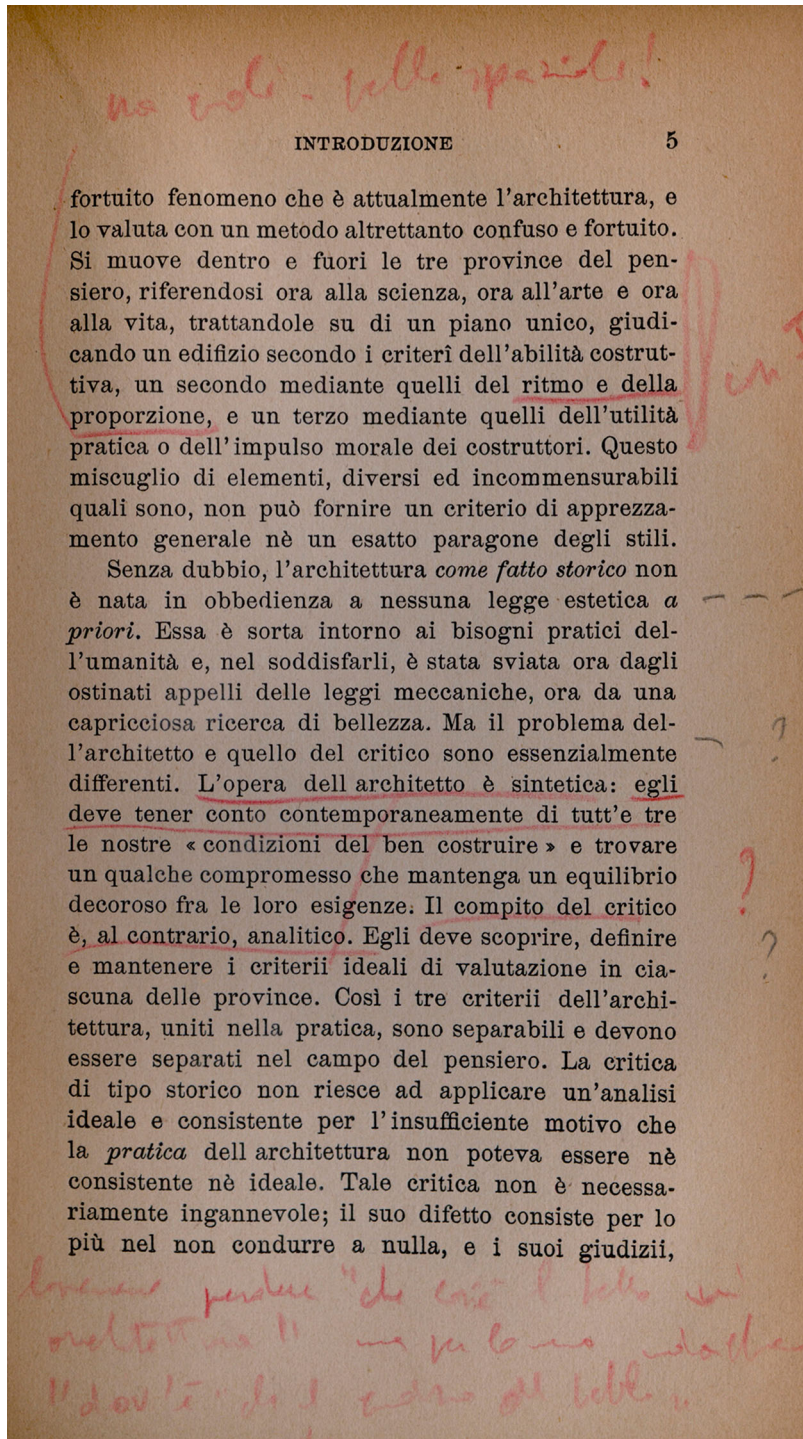 INTRODUZIONE 5
fortuito fenomeno che è attualmente l'architettura, e
lo valuta con un metodo altrettanto confuso e fortuito.
Si muove dentro e fuori le tre province del pen-
siero, riferendosi ora alla scienza, ora all'arte e ora
alla vita, trattandole su di un piano unico, giudi-
cando un edifizio secondo i criterî dell'abilità costrut-
tiva, un secondo mediante quelli del ritmo e della
proporzione, e un terzo mediante quelli dell'utilità
pratica o dell'impulso morale dei costruttori. Questo
miscuglio di elementi, diversi ed incommensurabili
quali sono, non può fornire un criterio di apprezza-
mento generale nè un esatto paragone degli stili.
Senza dubbio, l'architettura come fatto storico non
è nata in obbedienza a nessuna legge estetica a
priori. Essa è sorta intorno ai bisogni pratici del-
l'umanità e, nel soddisfarli, è stata sviata ora dagli
ostinati appelli delle leggi meccaniche, ora da una
capricciosa ricerca di bellezza. Ma il problema del-
l'architetto e quello del critico sono essenzialmente
differenti. L'opera dell architetto è sintetica: egli
deve tener conto contemporaneamente di tutt'e tre
le nostre « condizioni del ben costruire » e trovare
un qualche compromesso che mantenga un equilibrio
decoroso fra le loro esigenze. Il compito del critico
è, al contrario, analitico. Egli deve scoprire, definire
e mantenere i criterii ideali di valutazione in cia-
scuna delle province. Così i tre criterii dell'archi-
tettura, uniti nella pratica, sono separabili e devono
essere separati nel campo del pensiero. La critica
di tipo storico non riesce ad applicare un'analisi
ideale e consistente per l'insufficiente motivo che
la pratica dell architettura non poteva essere nè
consistente nè ideale. Tale critica non è necessa-
riamente ingannevole; il suo difetto consiste per lo
più nel non condurre a nulla, e i suoi giudizii,